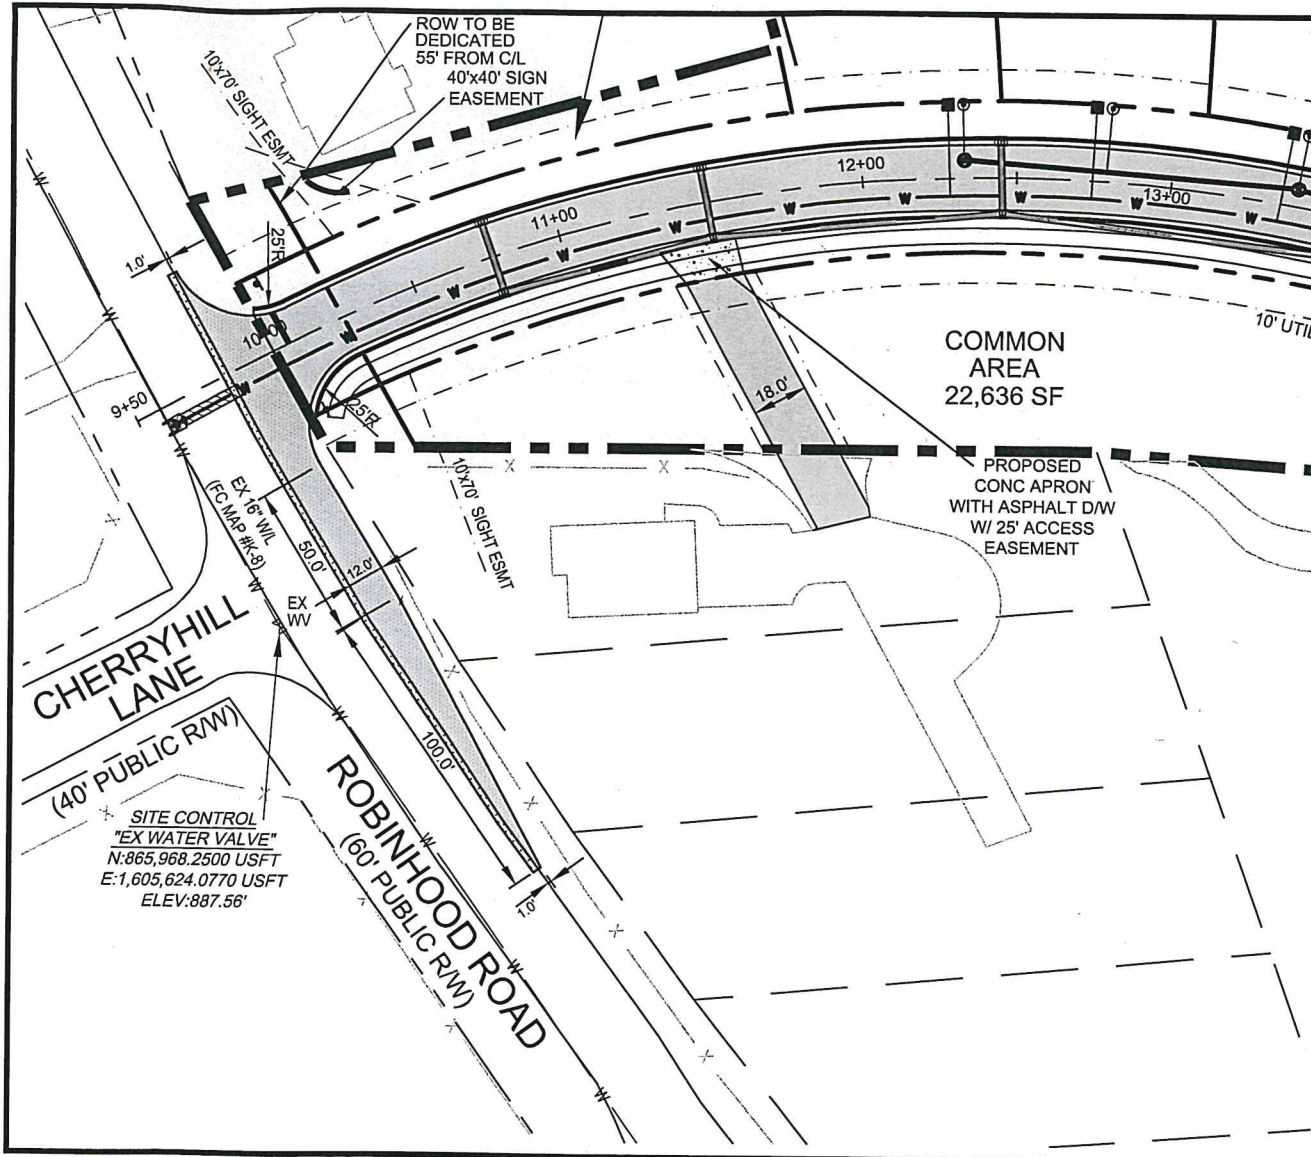 ROW TO BE
DEDICATED
55' FROM C/L
40'x40' SIGN
EASEMENT
10'x70' SIGHT ESMT
1.0'
25'R
9+50
10+00
11+00
12+00
13+00
W
25'R
18.0'
COMMON
AREA
22,636 SF
PROPOSED
CONC APRON
WITH ASPHALT D/W
W/ 25' ACCESS
EASEMENT
10'x70' SIGHT ESMT
EX 16" W/L
(FC MAP #K-8)
50.0'
12.0'
EX
WV
100.0'
1.0'
CHERRYHILL
LANE
(40' PUBLIC R/W)
SITE CONTROL
"EX WATER VALVE"
N:865,968.2500 USFT
E:1,605,624.0770 USFT
ELEV:887.56'
ROBINHOOD ROAD
(60' PUBLIC R/W)